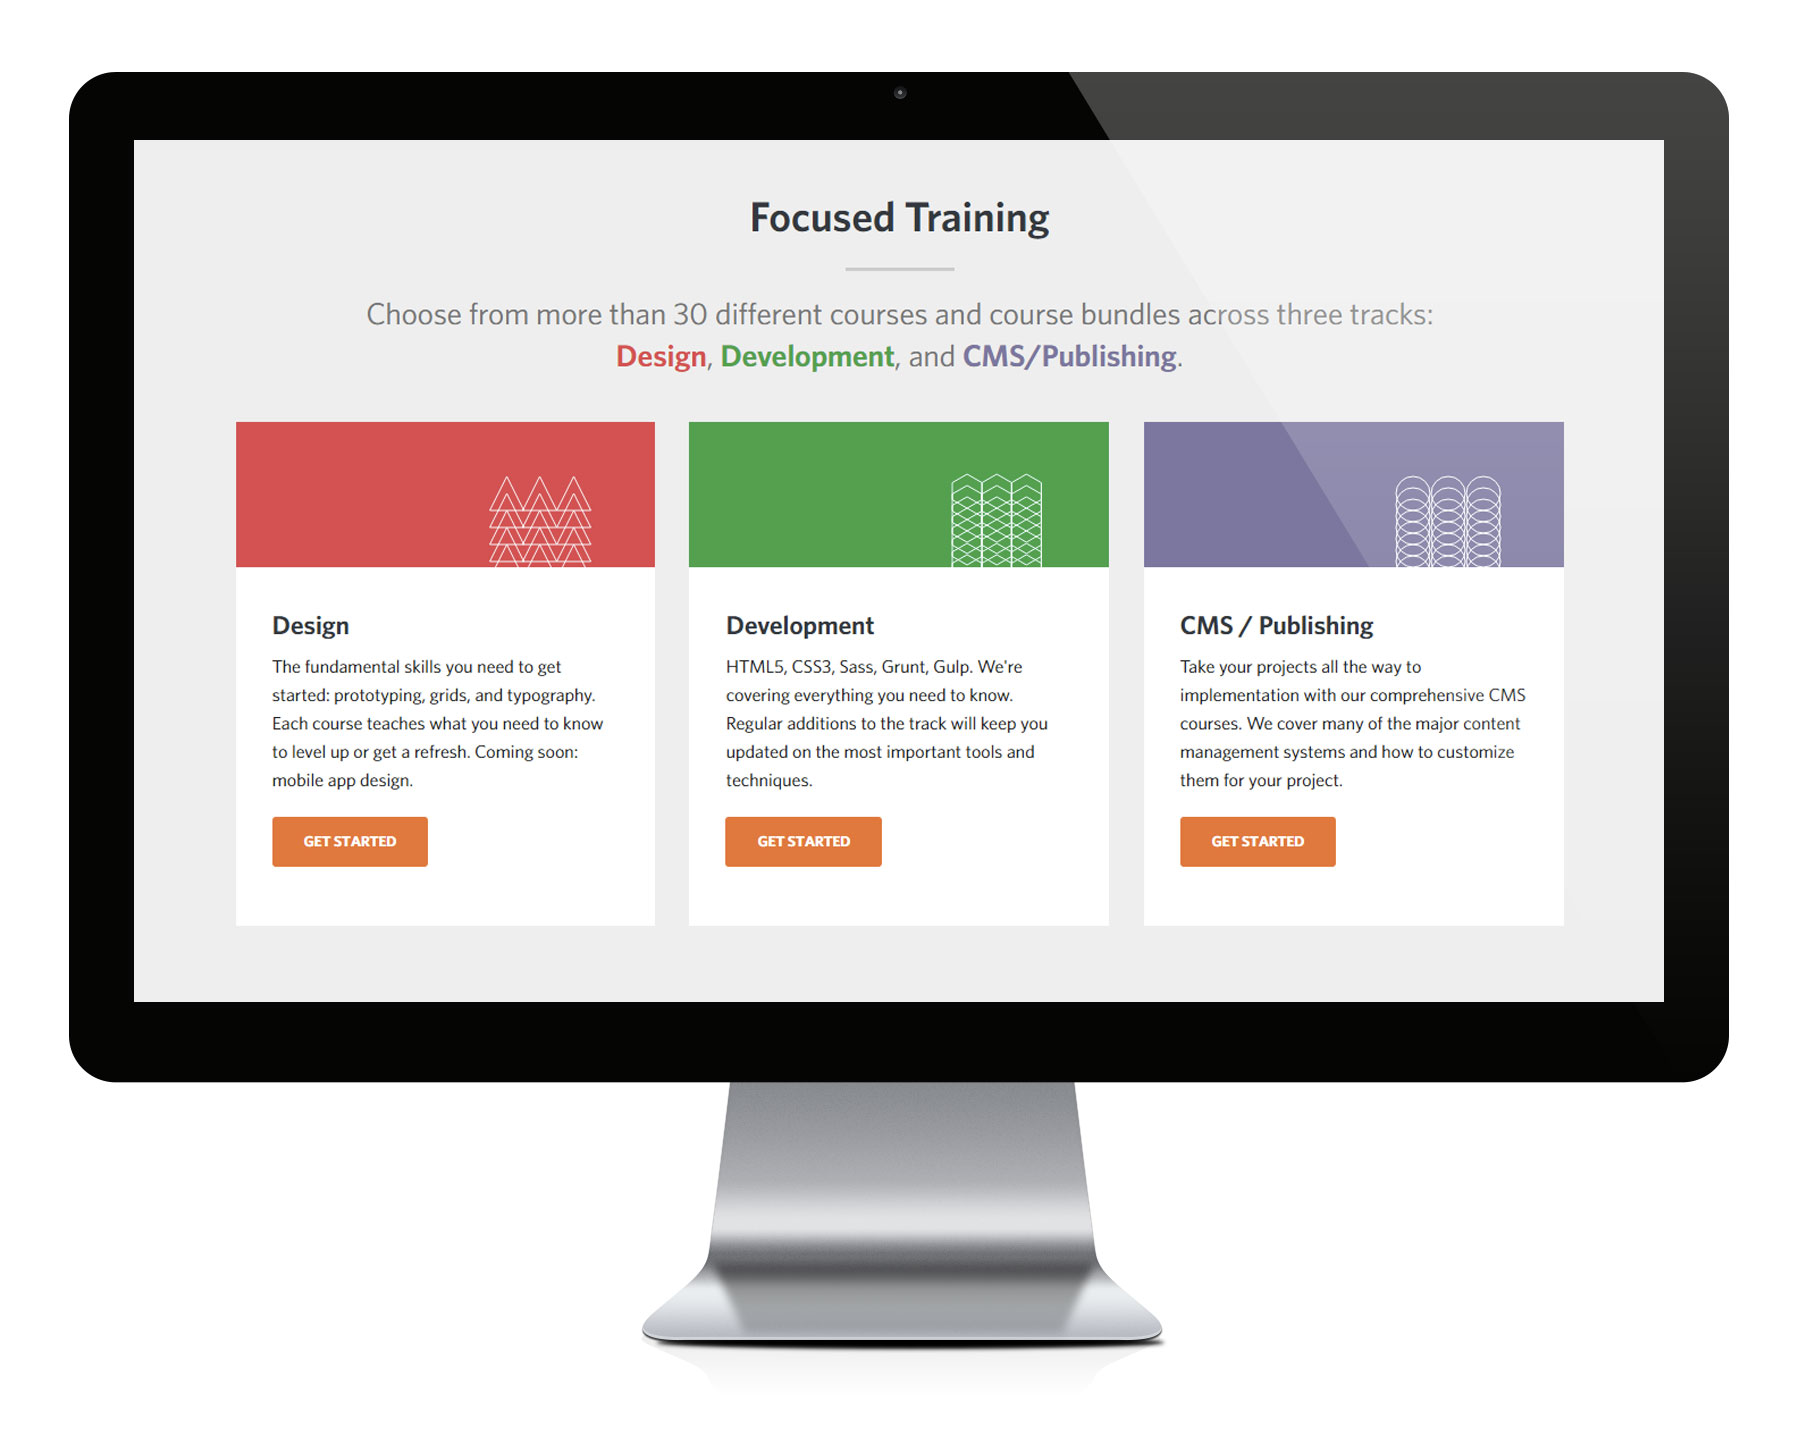 Focused Training
Choose from more than 30 different courses and course bundles across three tracks:
Design, Development, and CMS/Publishing.
Design
The fundamental skills you need to get
started: prototyping, grids, and typography.
Each course teaches what you need to know
to level up or get a refresh. Coming soon:
mobile app design.
GET STARTED
Development
HTML5, CSS3, Sass, Grunt, Gulp. We're
covering everything you need to know.
Regular additions to the track will keep you
updated on the most important tools and
techniques.
GET STARTED
CMS / Publishing
Take your projects all the way to
implementation with our comprehensive CMS
courses. We cover many of the major content
management systems and how to customize
them for your project.
GET STARTED